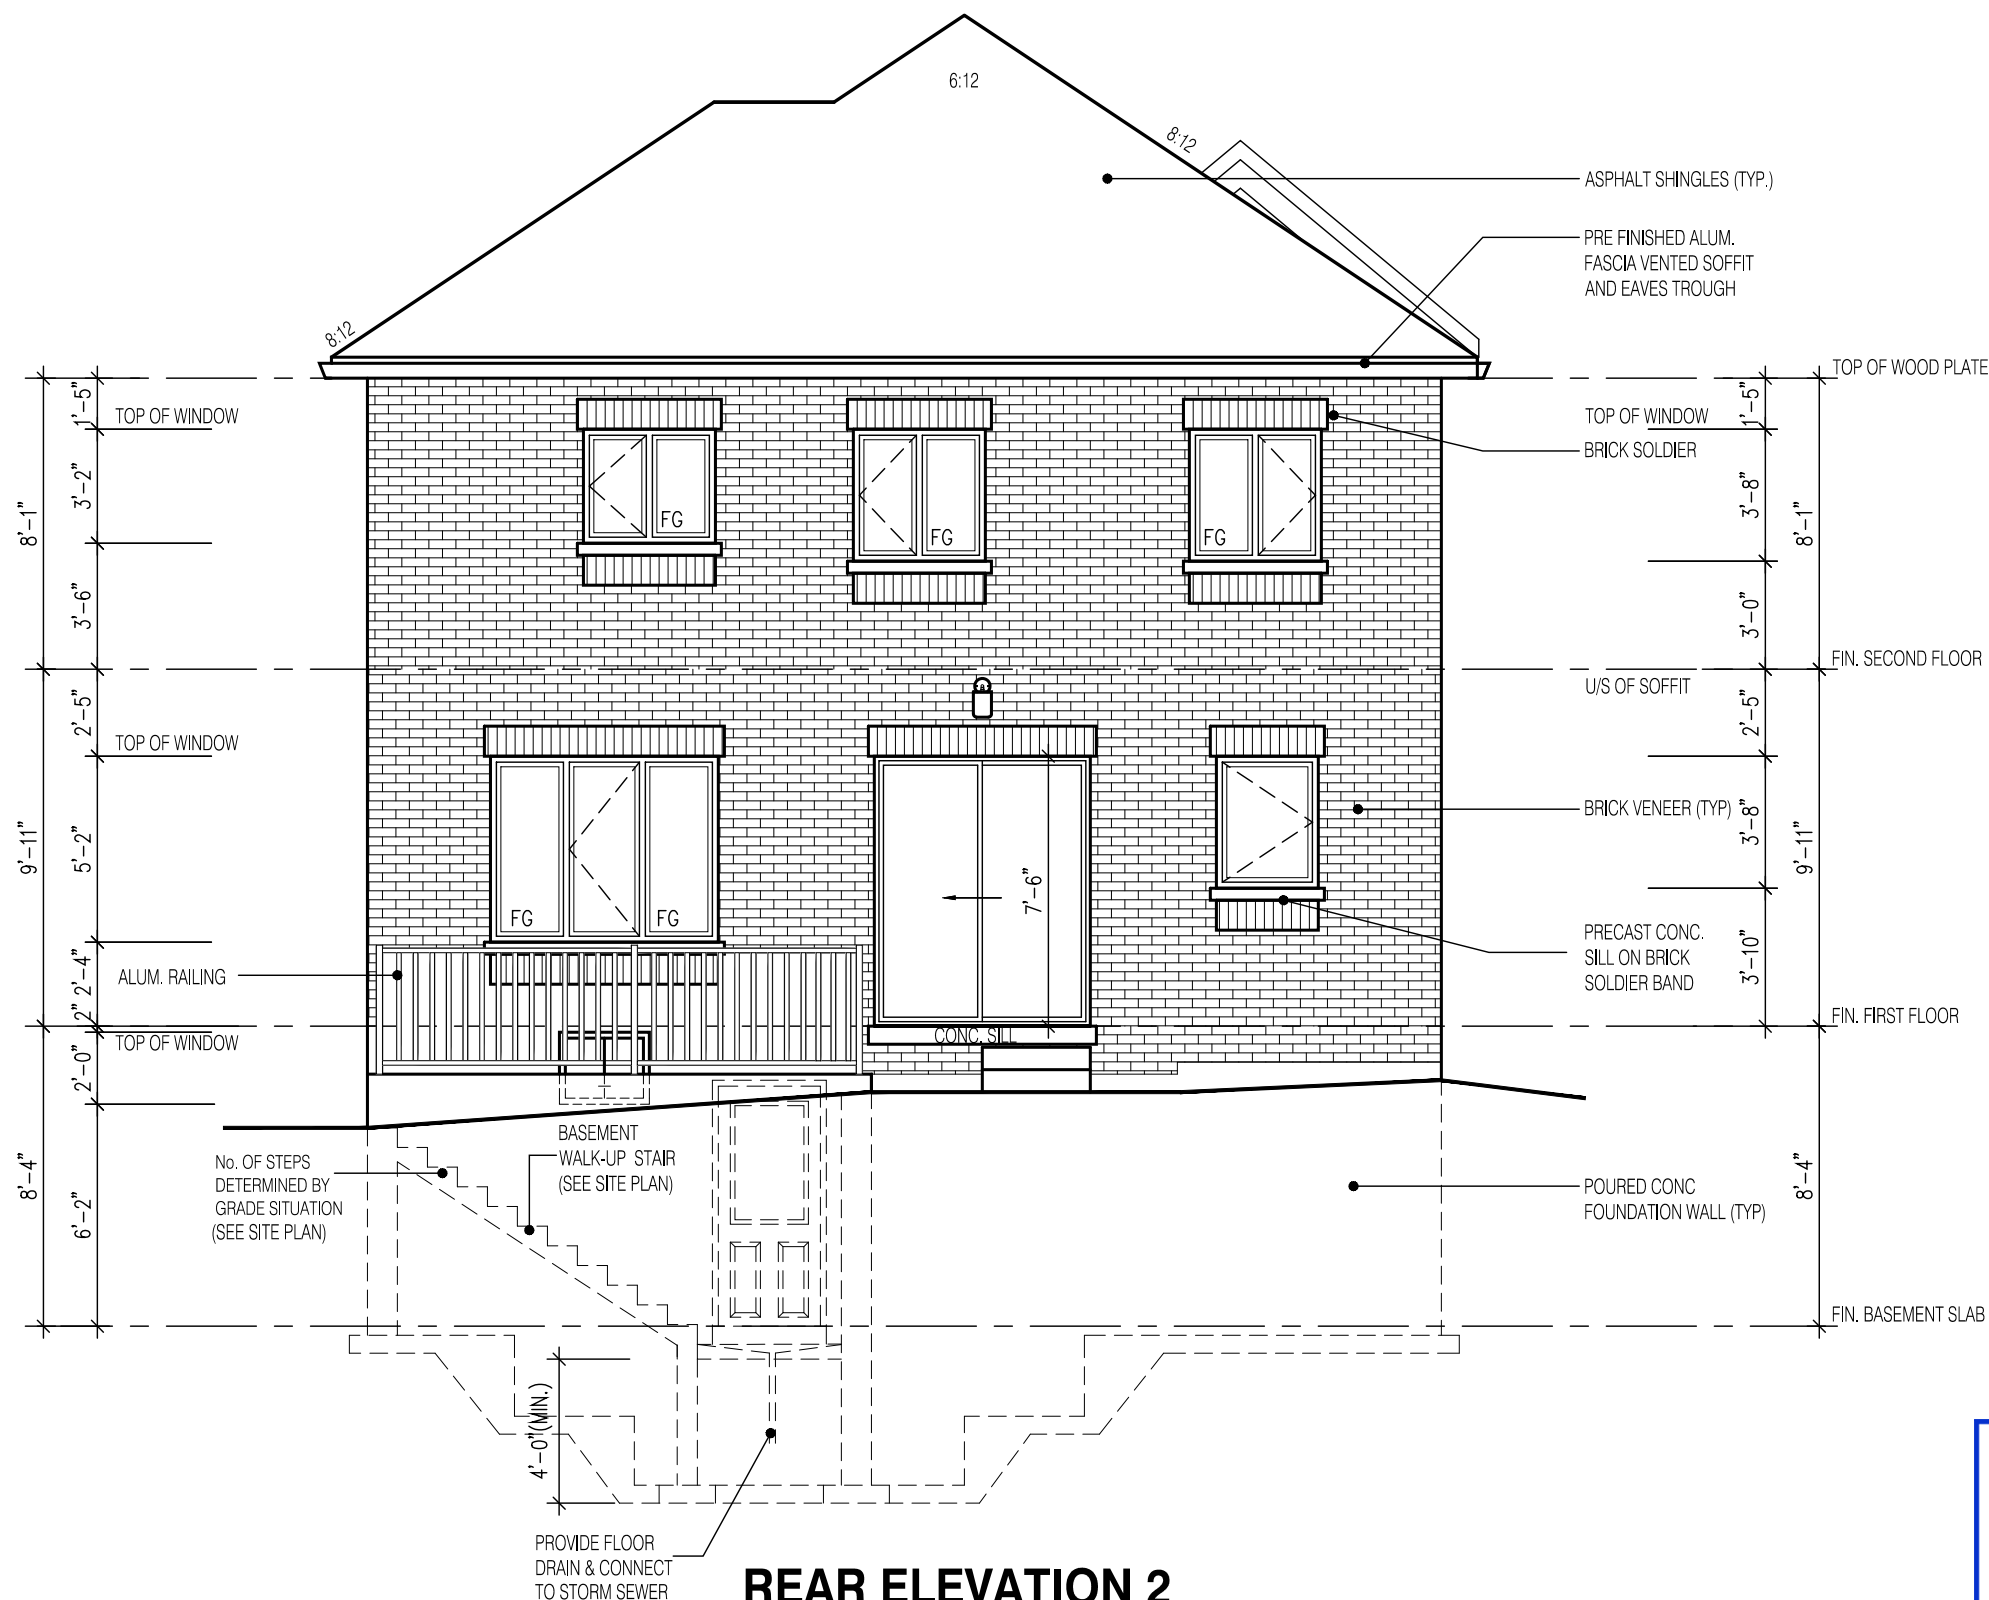 6:12
8:12
8:12
ASPHALT SHINGLES (TYP.)
PRE FINISHED ALUM.
FASCIA VENTED SOFFIT
AND EAVES TROUGH
TOP OF WOOD PLATE
1'-5"
TOP OF WINDOW
3'-2"
8'-1"
3'-6"
FG
FG
FG
TOP OF WINDOW
BRICK SOLDIER
1'-5"
3'-8"
8'-1"
3'-0"
FIN. SECOND FLOOR
U/S OF SOFFIT
2'-5"
TOP OF WINDOW
9'-11"
5'-2"
2'-4"
2"
ALUM. RAILING
FG
FG
7'-6"
CONC. SILL
2'-5"
BRICK VENEER (TYP)
3'-8"
9'-11"
PRECAST CONC.
SILL ON BRICK
SOLDIER BAND
3'-10"
FIN. FIRST FLOOR
TOP OF WINDOW
2'-0"
8'-4"
6'-2"
No. OF STEPS
DETERMINED BY
GRADE SITUATION
(SEE SITE PLAN)
BASEMENT
WALK-UP STAIR
(SEE SITE PLAN)
POURED CONC
FOUNDATION WALL (TYP)
8'-4"
FIN. BASEMENT SLAB
4'-0"(MIN.)
PROVIDE FLOOR
DRAIN & CONNECT
TO STORM SEWER
REAR ELEVATION 2